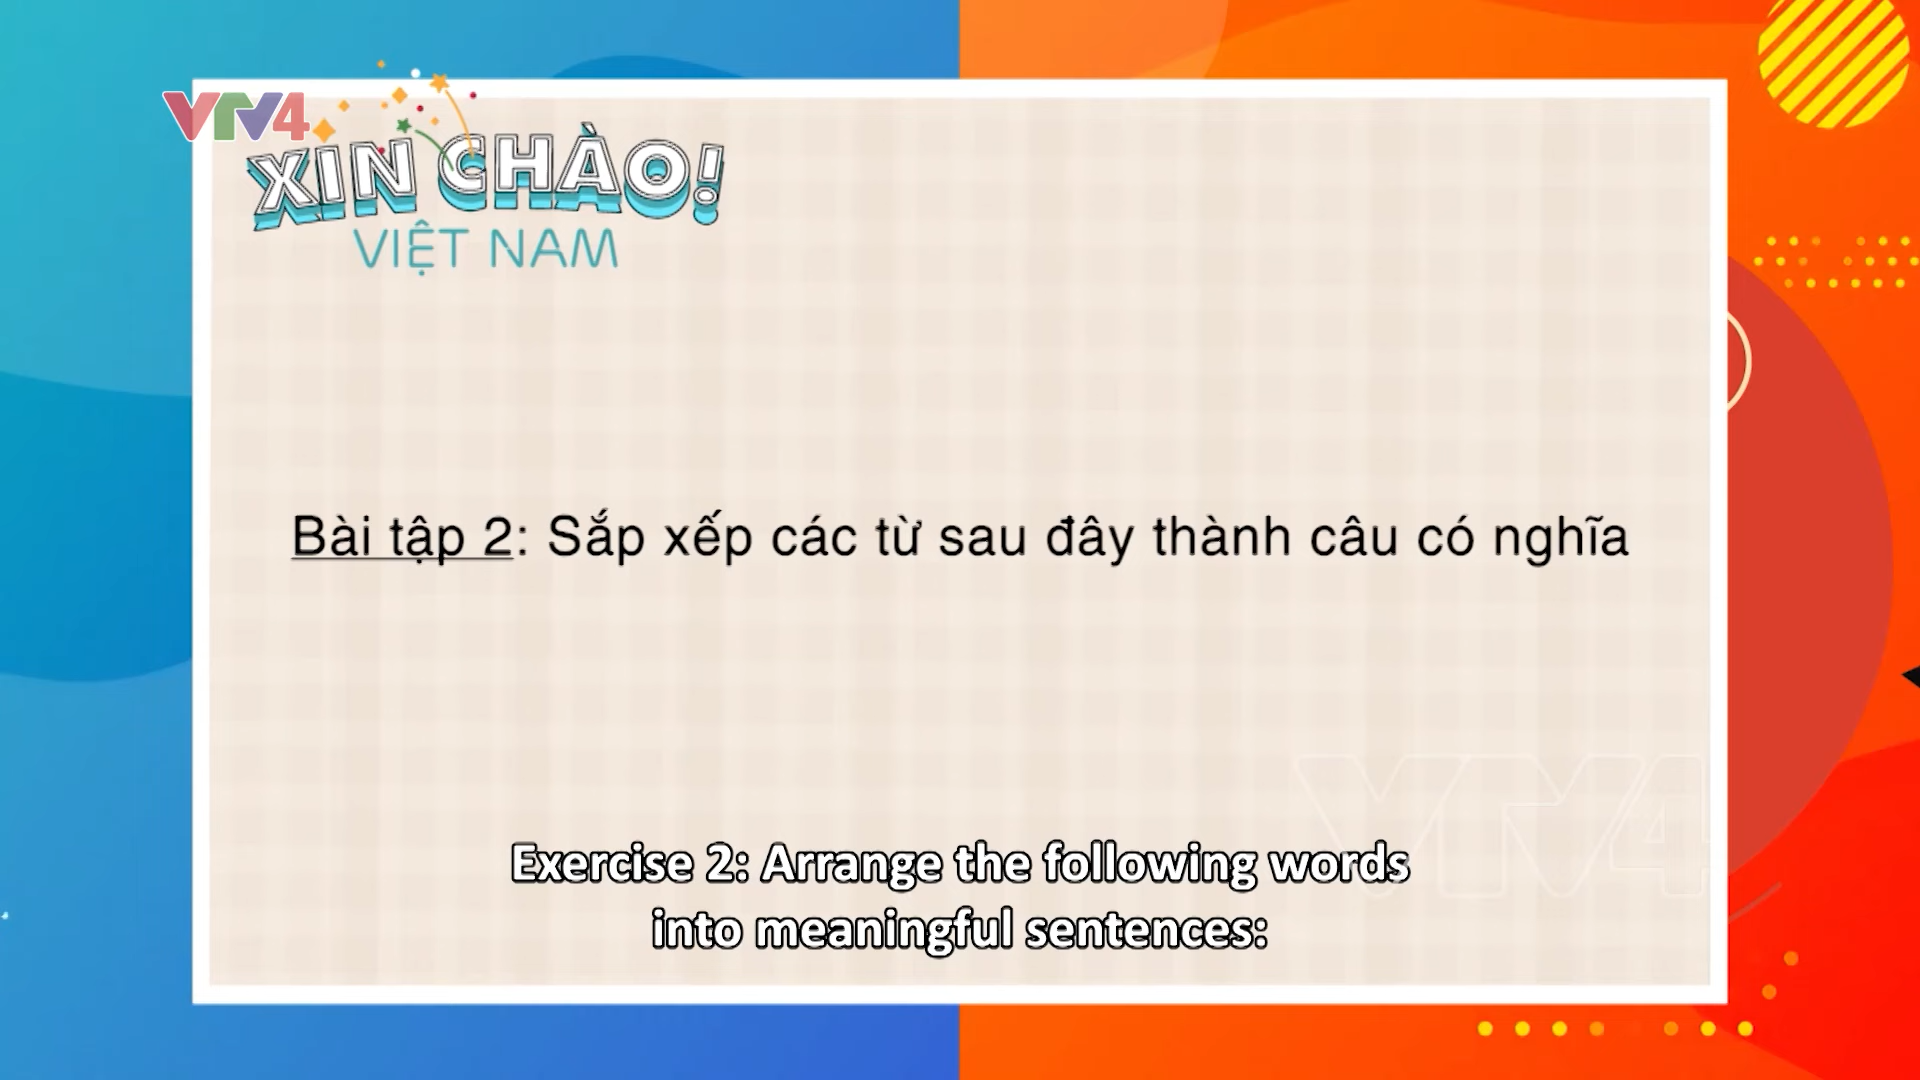 VTV4
XIN CHÀO!
VIỆT NAM
Bài tập 2: Sắp xếp các từ sau đây thành câu có nghĩa
VTV4
Exercise 2: Arrange the following words
into meaningful sentences: